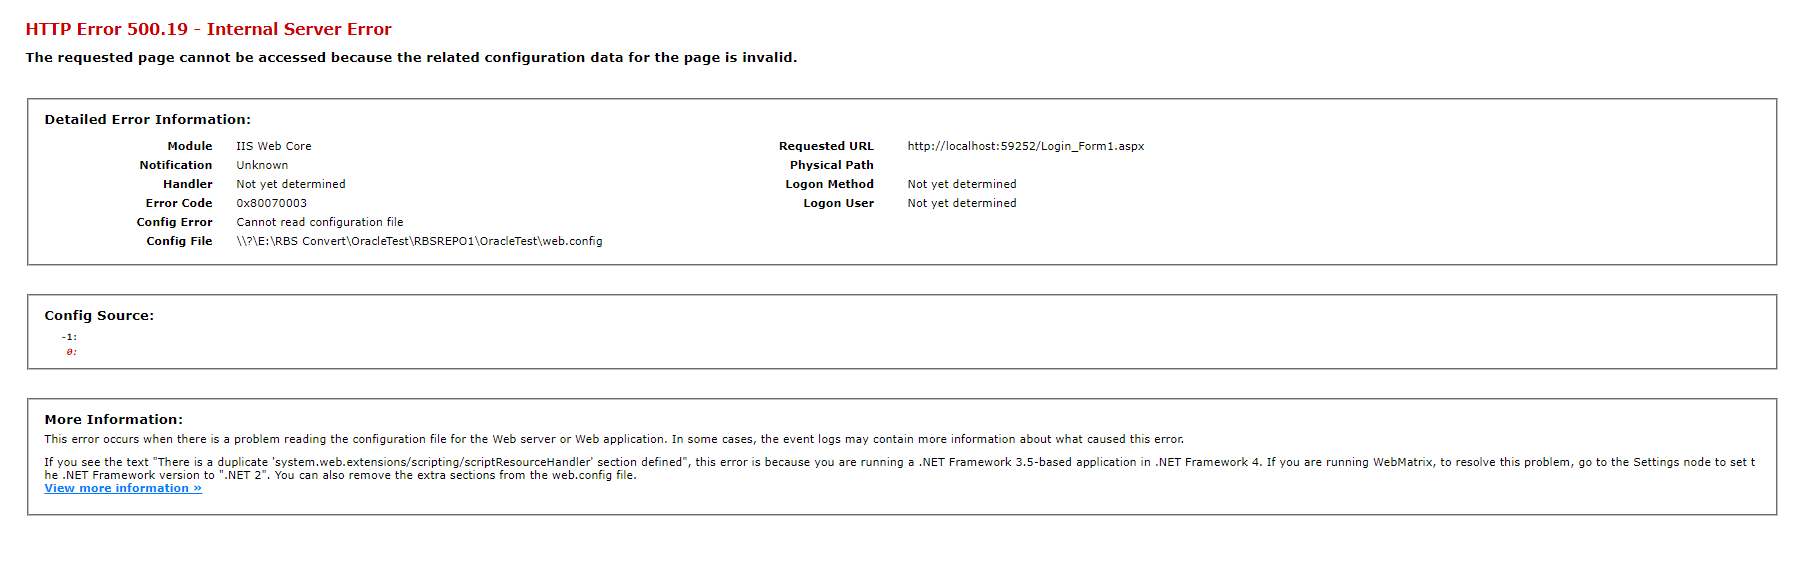 HTTP Error 500.19 - Internal Server Error
The requested page cannot be accessed because the related configuration data for the page is invalid.
Detailed Error Information:
Module IIS Web Core
Notification Unknown
Handler Not yet determined
Error Code 0x80070003
Config Error Cannot read configuration file
Config File \\?\E:\RBS Convert\OracleTest\RBSREPO1\OracleTest\web.config
Requested URL http://localhost:59252/Login_Form1.aspx
Physical Path
Logon Method Not yet determined
Logon User Not yet determined
Config Source:
-1:
0:
More Information:
This error occurs when there is a problem reading the configuration file for the Web server or Web application. In some cases, the event logs may contain more information about what caused this error.
If you see the text "There is a duplicate 'system.web.extensions/scripting/scriptResourceHandler' section defined", this error is because you are running a .NET Framework 3.5-based application in .NET Framework 4. If you are running WebMatrix, to resolve this problem, go to the Settings node to set t
he .NET Framework version to ".NET 2". You can also remove the extra sections from the web.config file.
View more information »